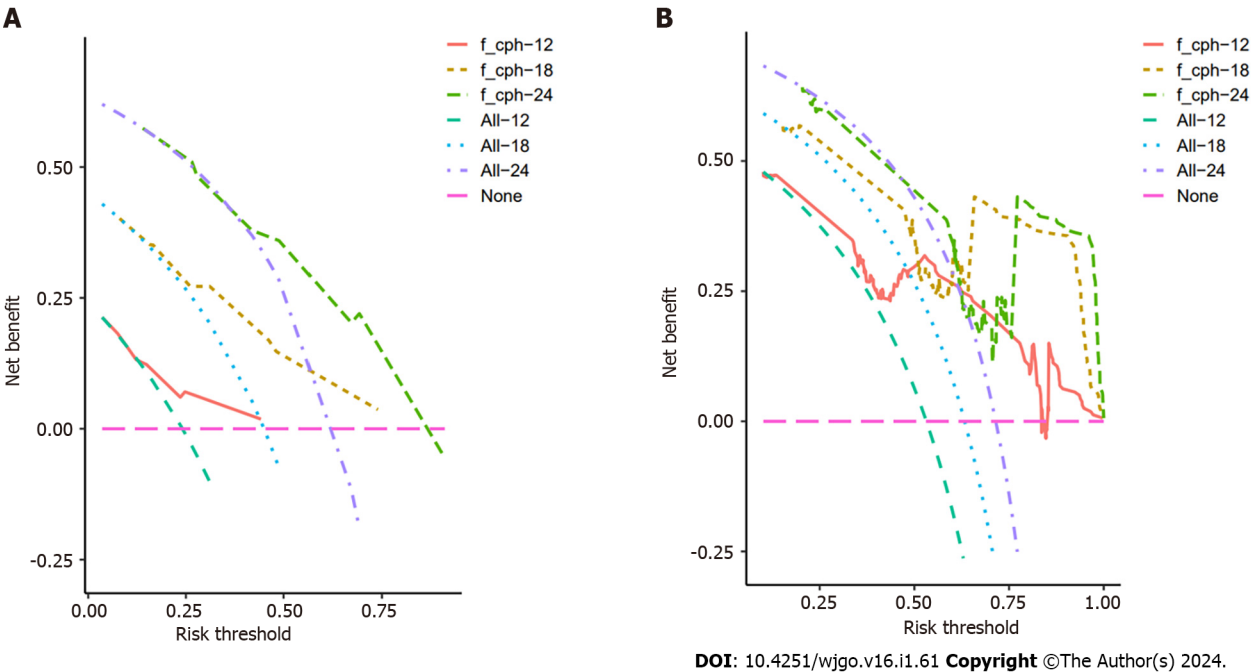 A
f_cph−12
f_cph−18
f_cph−24
All−12
All−18
All−24
None
Net benefit
0.50
0.25
0.00
-0.25
0.00 0.25 0.50 0.75
Risk threshold
B
f_cph−12
f_cph−18
f_cph−24
All−12
All−18
All−24
None
Net benefit
0.50
0.25
0.00
-0.25
0.25 0.50 0.75 1.00
Risk threshold
DOI: 10.4251/wjgo.v16.i1.61 Copyright ©The Author(s) 2024.